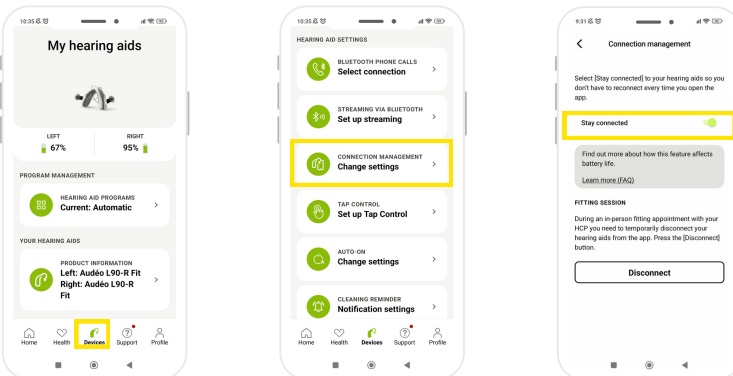 10:35
My hearing aids
LEFT
RIGHT
67%
95%
PROGRAM MANAGEMENT
HEARING AID PROGRAMS
Current: Automatic
YOUR HEARING AIDS
PRODUCT INFORMATION
Left: Audéo L90-R Fit
Right: Audéo L90-R
Fit
Home
Health
Devices
Support
Profile
10:35
HEARING AID SETTINGS
BLUETOOTH PHONE CALLS
Select connection
STREAMING VIA BLUETOOTH
Set up streaming
CONNECTION MANAGEMENT
Change settings
TAP CONTROL
Set up Tap Control
AUTO-ON
Change settings
CLEANING REMINDER
Notification settings
Home
Health
Devices
Support
Profile
9:31
Connection management
Select [Stay connected] to your hearing aids so you
don't have to reconnect every time you open the
app.
Stay connected
Find out more about how this feature affects
battery life.
Learn more (FAQ)
FITTING SESSION
During an in-person fitting appointment with your
HCP you need to temporarily disconnect your
hearing aids from the app. Press the [Disconnect]
button.
Disconnect